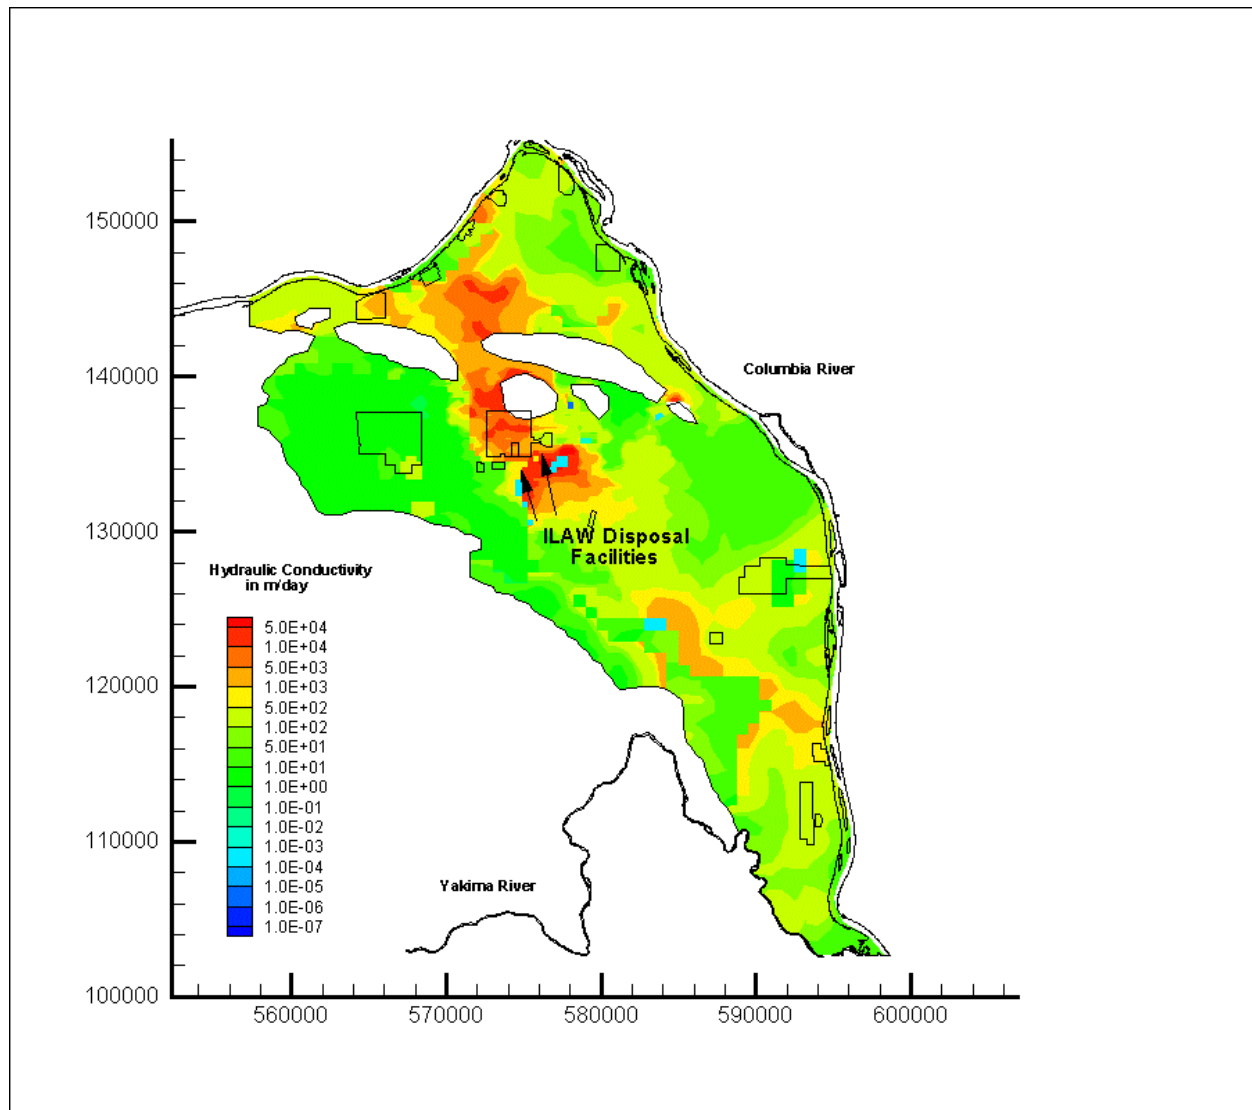 150000
140000
Columbia River
130000
ILAW Disposal
Facilities
Hydraulic Conductivity
in m/day
5.0E+04
1.0E+04
5.0E+03
1.0E+03
5.0E+02
1.0E+02
5.0E+01
1.0E+01
1.0E+00
1.0E-01
1.0E-02
1.0E-03
1.0E-04
1.0E-05
1.0E-06
1.0E-07
120000
110000
Yakima River
100000
560000 570000 580000 590000 600000